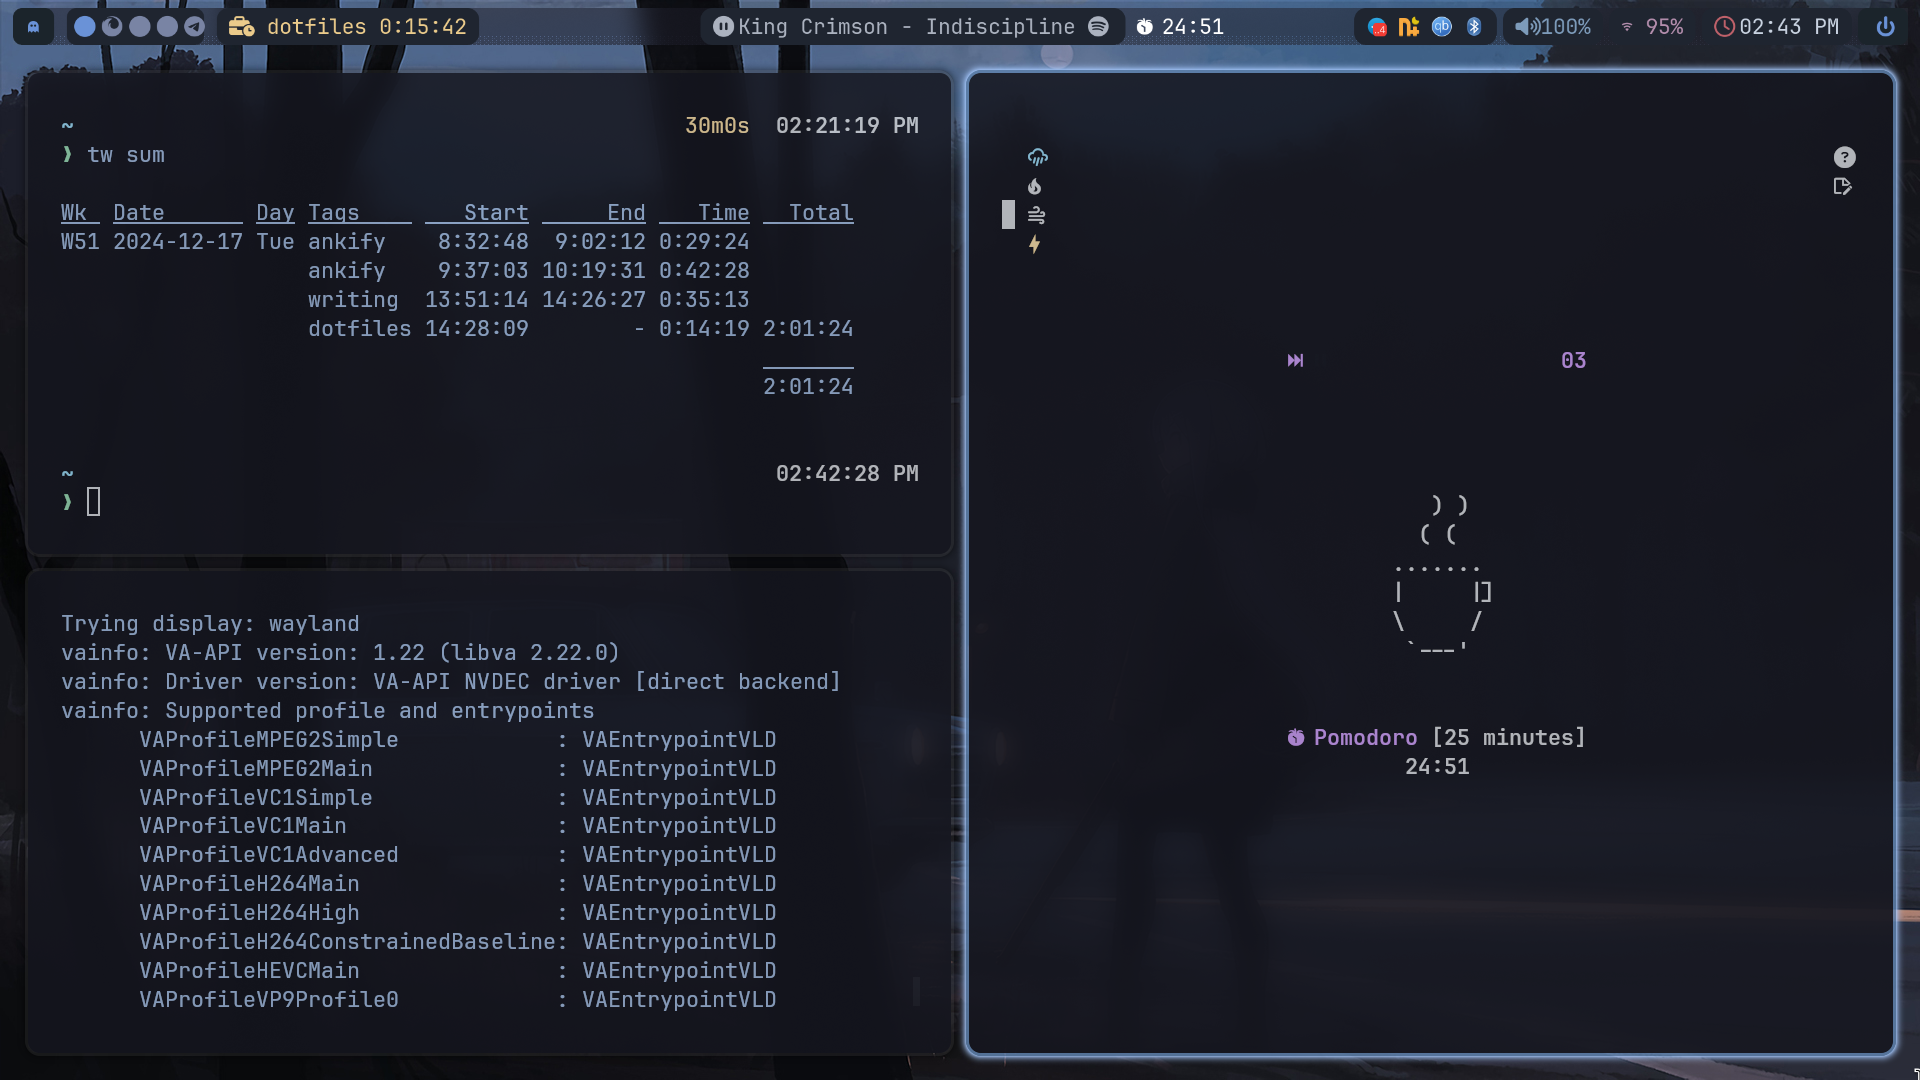 dotfiles 0:15:42
King Crimson - Indiscipline
24:51
100%
95%
02:43 PM
~ 30m0s 02:21:19 PM
❯ tw sum
Wk Date Day Tags Start End Time Total
W51 2024-12-17 Tue ankify 8:32:48 9:02:12 0:29:24
ankify 9:37:03 10:19:31 0:42:28
writing 13:51:14 14:26:27 0:35:13
dotfiles 14:28:09 - 0:14:19 2:01:24
2:01:24
~ 02:42:28 PM
❯
Trying display: wayland
vainfo: VA-API version: 1.22 (libva 2.22.0)
vainfo: Driver version: VA-API NVDEC driver [direct backend]
vainfo: Supported profile and entrypoints
VAProfileMPEG2Simple : VAEntrypointVLD
VAProfileMPEG2Main : VAEntrypointVLD
VAProfileVC1Simple : VAEntrypointVLD
VAProfileVC1Main : VAEntrypointVLD
VAProfileVC1Advanced : VAEntrypointVLD
VAProfileH264Main : VAEntrypointVLD
VAProfileH264High : VAEntrypointVLD
VAProfileH264ConstrainedBaseline: VAEntrypointVLD
VAProfileHEVCMain : VAEntrypointVLD
VAProfileVP9Profile0 : VAEntrypointVLD
03
Pomodoro [25 minutes]
24:51